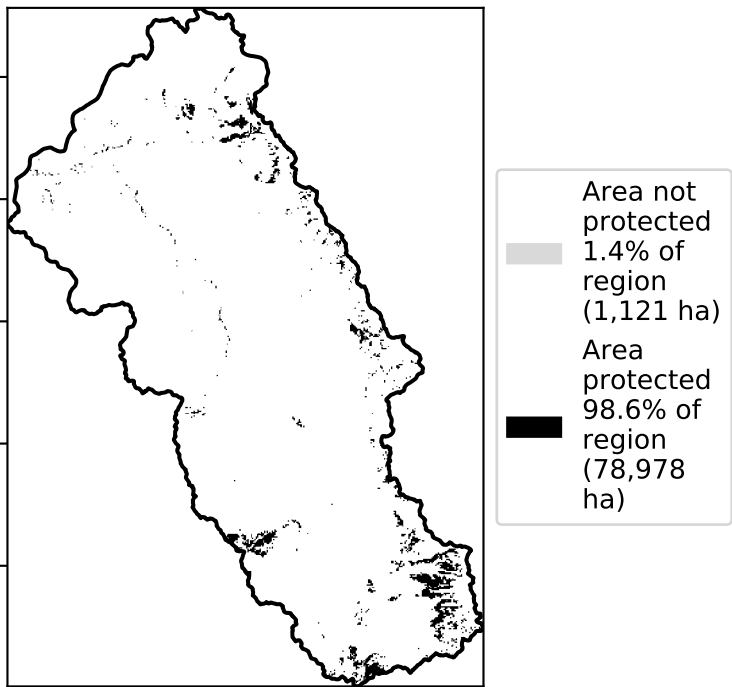 Area not
protected
1.4% of
region
(1,121 ha)
Area
protected
98.6% of
region
(78,978
ha)